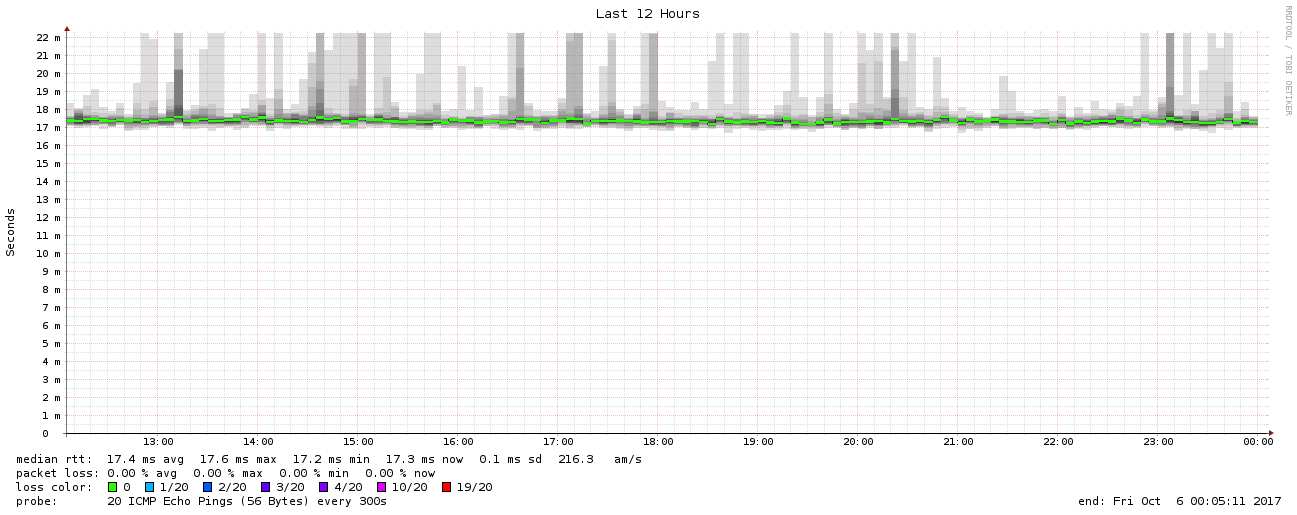 Last 12 Hours
RRDTOOL / TOBI OETIKER
Seconds
22 m
21 m
20 m
19 m
18 m
17 m
16 m
15 m
14 m
13 m
12 m
11 m
10 m
9 m
8 m
7 m
6 m
5 m
4 m
3 m
2 m
1 m
0
13:00 14:00 15:00 16:00 17:00 18:00 19:00 20:00 21:00 22:00 23:00 00:00
median rtt: 17.4 ms avg 17.6 ms max 17.2 ms min 17.3 ms now 0.1 ms sd 216.3 am/s
packet loss: 0.00 % avg 0.00 % max 0.00 % min 0.00 % now
loss color: 0 1/20 2/20 3/20 4/20 10/20 19/20
probe: 20 ICMP Echo Pings (56 Bytes) every 300s end: Fri Oct 6 00:05:11 2017